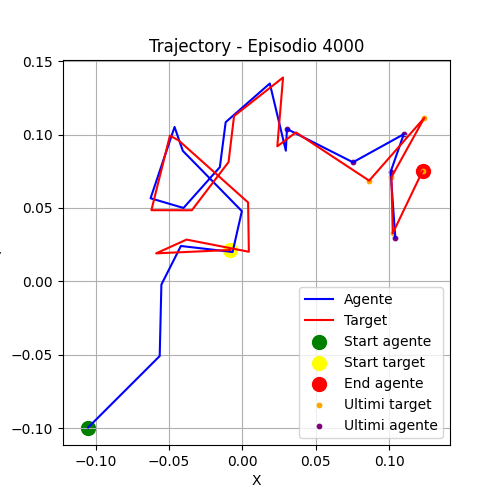 Trajectory - Episodio 4000
0.15
0.10
0.05
0.00
−0.05
−0.10
−0.10
−0.05
0.00
0.05
0.10
X
Agente
Target
Start agente
Start target
End agente
Ultimi target
Ultimi agente